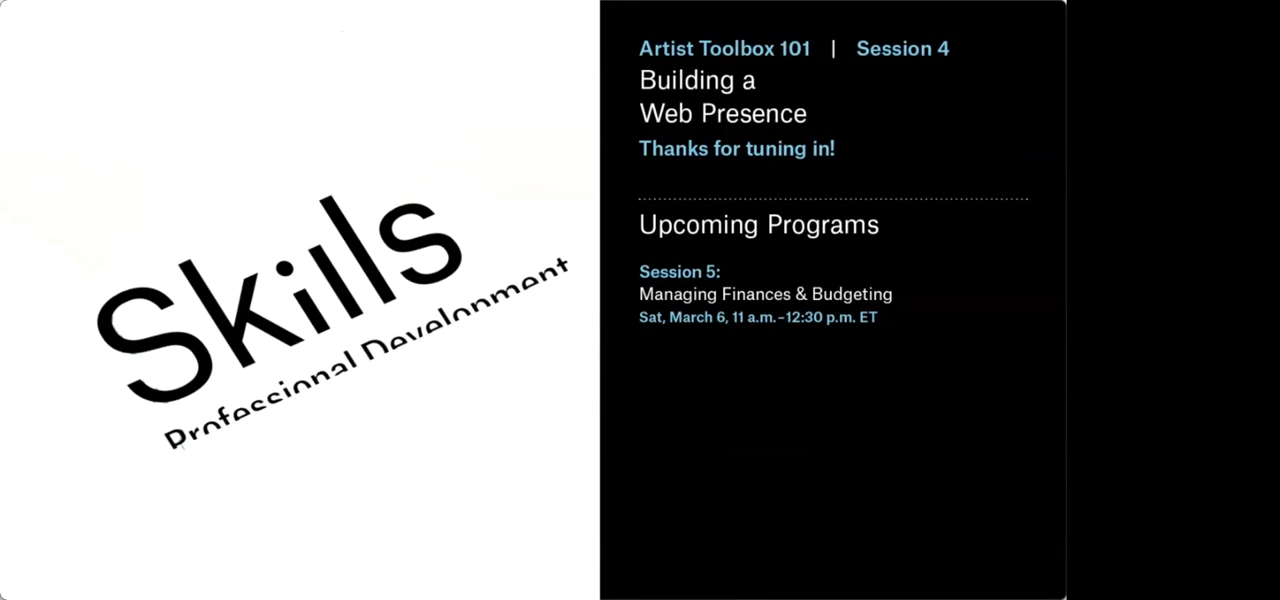 Skills
Professional Development
Artist Toolbox 101 | Session 4
Building a
Web Presence
Thanks for tuning in!
Upcoming Programs
Session 5:
Managing Finances & Budgeting
Sat, March 6, 11 a.m.–12:30 p.m. ET